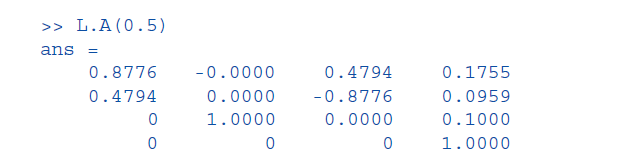 >> L.A(0.5)
ans =
0.8776 -0.0000 0.4794 0.1755
0.4794 0.0000 -0.8776 0.0959
0 1.0000 0.0000 0.1000
0 0 0 1.0000